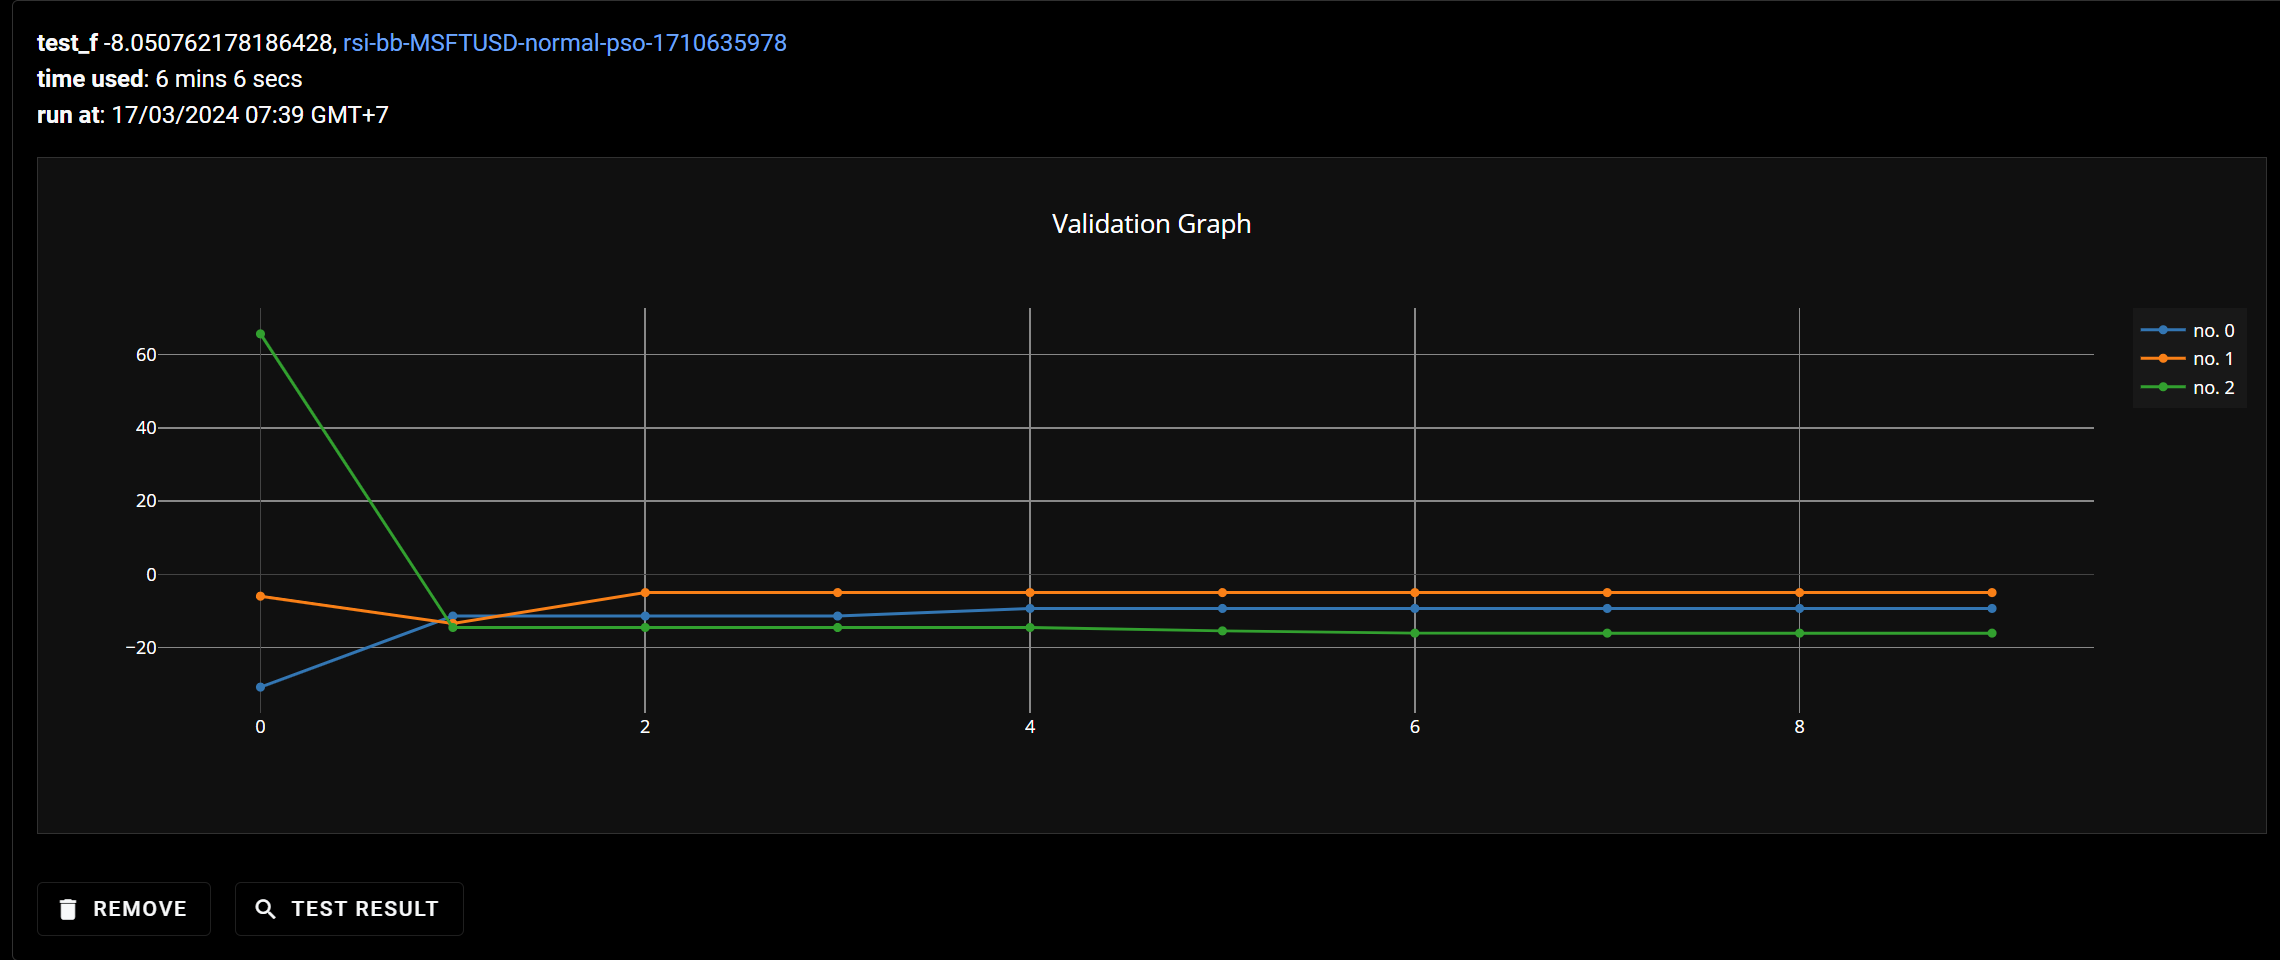 test_f -8.050762178186428, rsi-bb-MSFTUSD-normal-pso-1710635978
time used: 6 mins 6 secs
run at: 17/03/2024 07:39 GMT+7
Validation Graph
60
40
20
0
−20
0
2
4
6
8
no. 0
no. 1
no. 2
REMOVE
TEST RESULT